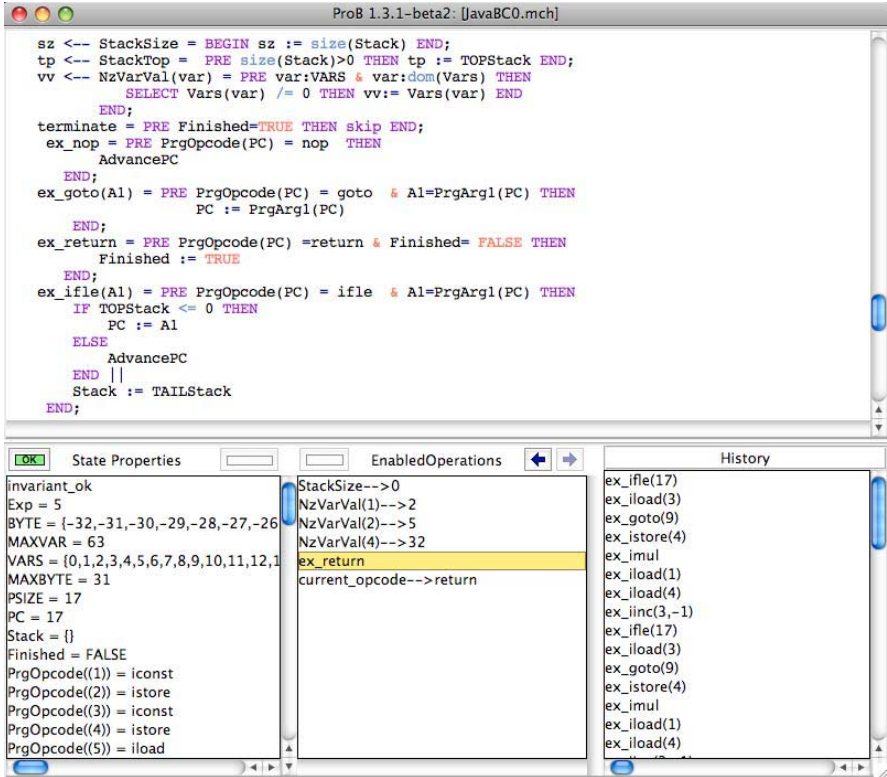 ProB 1.3.1-beta2: [JavaBC0.mch]
sz <-- StackSize = BEGIN sz := size(Stack) END;
tp <-- StackTop =  PRE size(Stack)>0 THEN tp := TOPStack END;
vv <-- NzVarVal(var) = PRE var:VARS & var:dom(Vars) THEN
SELECT Vars(var) /= 0 THEN vv:= Vars(var) END
END;
terminate = PRE Finished=TRUE THEN skip END;
ex_nop = PRE PrgOpcode(PC) = nop  THEN
AdvancePC
END;
ex_goto(A1) = PRE PrgOpcode(PC) = goto  & A1=PrgArg1(PC) THEN
PC := PrgArg1(PC)
END;
ex_return = PRE PrgOpcode(PC) =return & Finished= FALSE THEN
Finished := TRUE
END;
ex_ifle(A1) = PRE PrgOpcode(PC) = ifle  & A1=PrgArg1(PC) THEN
IF TOPStack <= 0 THEN
PC := A1
ELSE
AdvancePC
END ||
Stack := TAILStack
END;
OK State Properties
invariant_ok
Exp = 5
BYTE = {-32,-31,-30,-29,-28,-27,-26
MAXVAR = 63
VARS = {0,1,2,3,4,5,6,7,8,9,10,11,12,1
MAXBYTE = 31
PSIZE = 17
PC = 17
Stack = {}
Finished = FALSE
PrgOpcode((1)) = iconst
PrgOpcode((2)) = istore
PrgOpcode((3)) = iconst
PrgOpcode((4)) = istore
PrgOpcode((5)) = iload
EnabledOperations
StackSize-->0
NzVarVal(1)-->2
NzVarVal(2)-->5
NzVarVal(4)-->32
ex_return
current_opcode-->return
History
ex_ifle(17)
ex_iload(3)
ex_goto(9)
ex_istore(4)
ex_imul
ex_iload(1)
ex_iload(4)
ex_iinc(3,-1)
ex_ifle(17)
ex_iload(3)
ex_goto(9)
ex_istore(4)
ex_imul
ex_iload(1)
ex_iload(4)